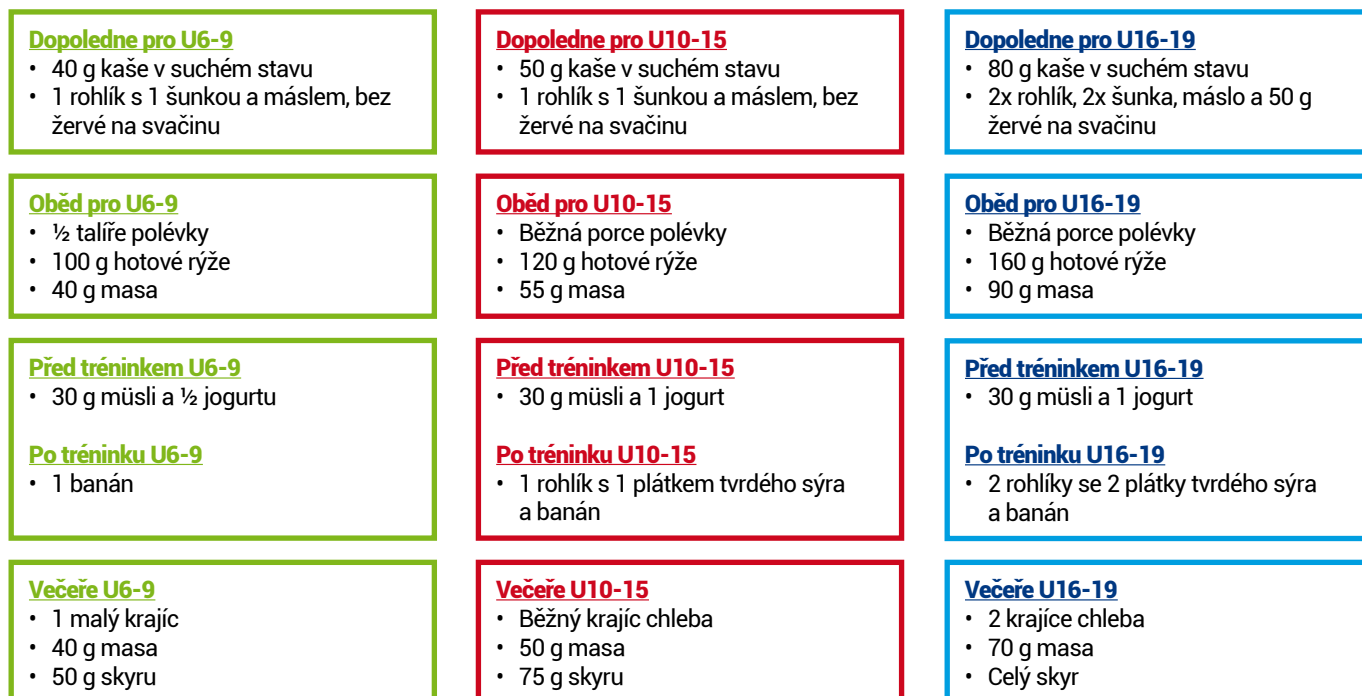 Dopoledne pro U6-9
• 40 g kaše v suchém stavu
• 1 rohlík s 1 šunkou a máslem, bez
žervé na svačinu
Dopoledne pro U10-15
• 50 g kaše v suchém stavu
• 1 rohlík s 1 šunkou a máslem, bez
žervé na svačinu
Dopoledne pro U16-19
• 80 g kaše v suchém stavu
• 2x rohlík, 2x šunka, máslo a 50 g
žervé na svačinu
Oběd pro U6-9
• ½ talíře polévky
• 100 g hotové rýže
• 40 g masa
Oběd pro U10-15
• Běžná porce polévky
• 120 g hotové rýže
• 55 g masa
Oběd pro U16-19
• Běžná porce polévky
• 160 g hotové rýže
• 90 g masa
Před tréninkem U6-9
• 30 g müsli a ½ jogurtu
Po tréninku U6-9
• 1 banán
Před tréninkem U10-15
• 30 g müsli a 1 jogurt
Po tréninku U10-15
• 1 rohlík s 1 plátkem tvrdého sýra
a banán
Před tréninkem U16-19
• 30 g müsli a 1 jogurt
Po tréninku U16-19
• 2 rohlíky se 2 plátky tvrdého sýra
a banán
Večeře U6-9
• 1 malý krajíc
• 40 g masa
• 50 g skyru
Večeře U10-15
• Běžný krajíc chleba
• 50 g masa
• 75 g skyru
Večeře U16-19
• 2 krajíce chleba
• 70 g masa
• Celý skyr